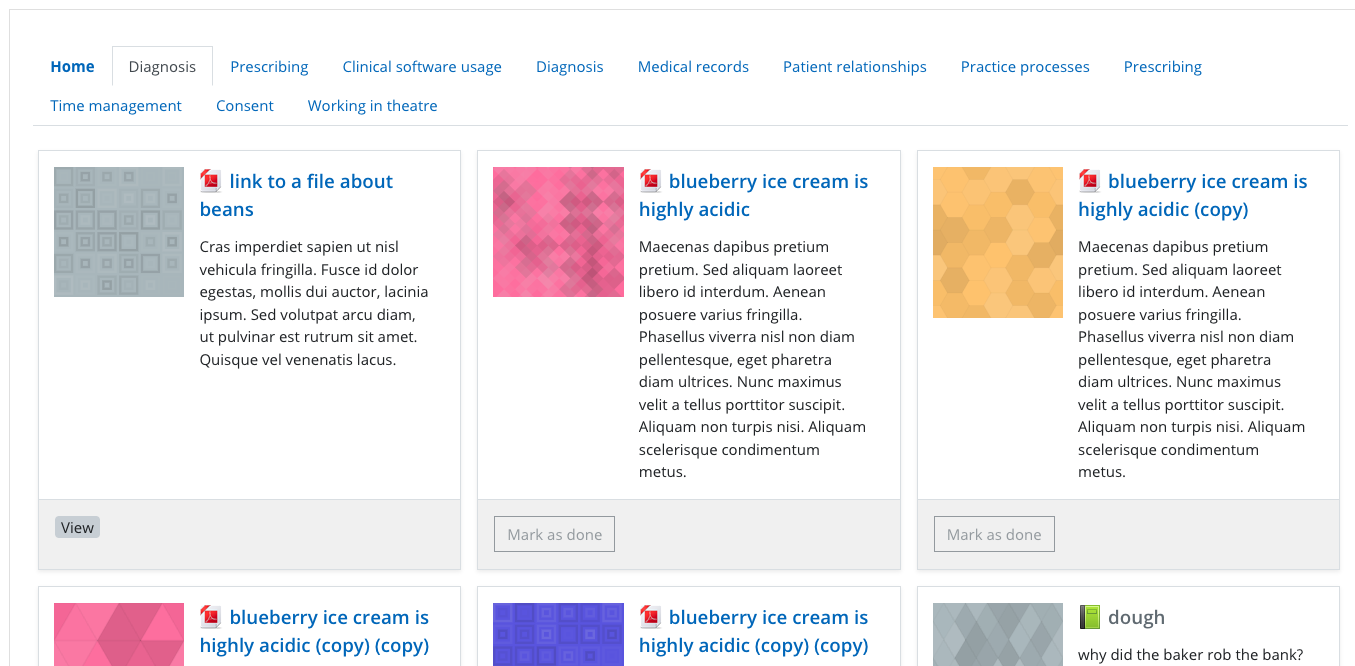 Home Diagnosis Prescribing Clinical software usage Diagnosis Medical records Patient relationships Practice processes Prescribing
Time management Consent Working in theatre
link to a file about
beans
Cras imperdiet sapien ut nisl
vehicula fringilla. Fusce id dolor
egestas, mollis dui auctor, lacinia
ipsum. Sed volutpat arcu diam,
ut pulvinar est rutrum sit amet.
Quisque vel venenatis lacus.
View
blueberry ice cream is
highly acidic
Maecenas dapibus pretium
pretium. Sed aliquam laoreet
libero id interdum. Aenean
posuere varius fringilla.
Phasellus viverra nisl non diam
pellentesque, eget pharetra
diam ultrices. Nunc maximus
velit a tellus porttitor suscipit.
Aliquam non turpis nisi. Aliquam
scelerisque condimentum
metus.
Mark as done
blueberry ice cream is
highly acidic (copy)
Maecenas dapibus pretium
pretium. Sed aliquam laoreet
libero id interdum. Aenean
posuere varius fringilla.
Phasellus viverra nisl non diam
pellentesque, eget pharetra
diam ultrices. Nunc maximus
velit a tellus porttitor suscipit.
Aliquam non turpis nisi. Aliquam
scelerisque condimentum
metus.
Mark as done
blueberry ice cream is
highly acidic (copy) (copy)
blueberry ice cream is
highly acidic (copy) (copy)
dough
why did the baker rob the bank?